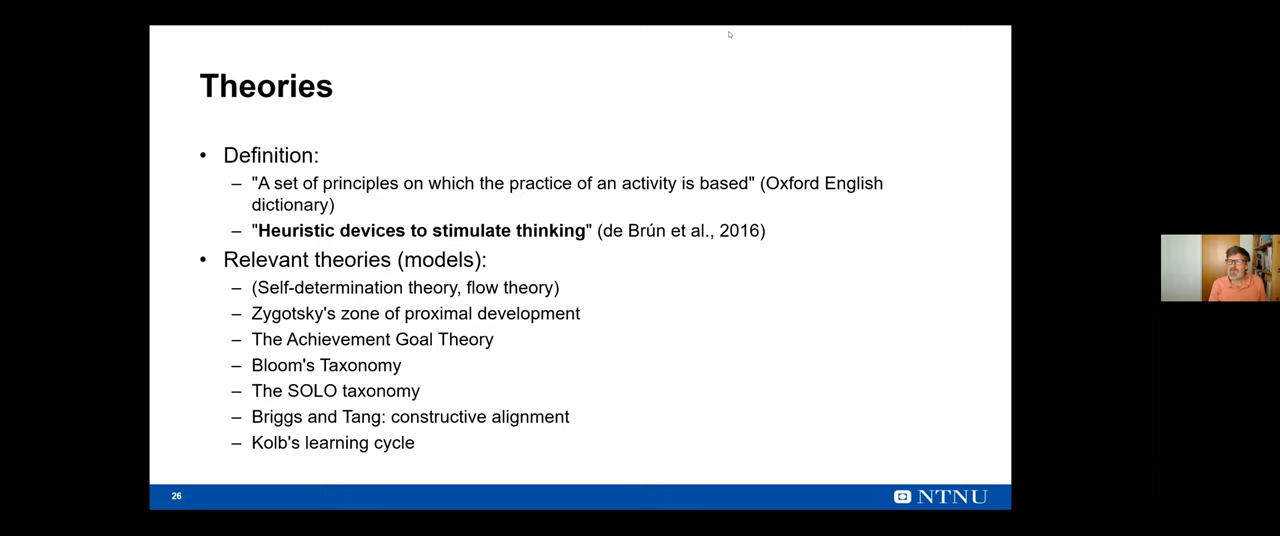 Theories
• Definition:
– "A set of principles on which the practice of an activity is based" (Oxford English
dictionary)
– "Heuristic devices to stimulate thinking" (de Brún et al., 2016)
• Relevant theories (models):
– (Self-determination theory, flow theory)
– Zygotsky's zone of proximal development
– The Achievement Goal Theory
– Bloom's Taxonomy
– The SOLO taxonomy
– Briggs and Tang: constructive alignment
– Kolb's learning cycle
26
NTNU